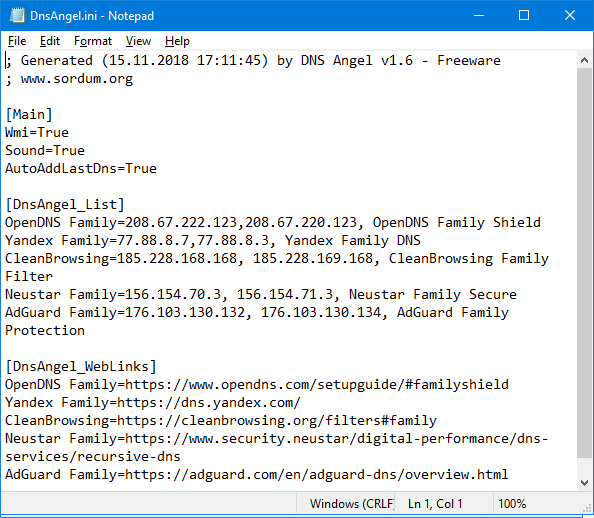 DnsAngel.ini - Notepad
File Edit Format View Help
; Generated (15.11.2018 17:11:45) by DNS Angel v1.6 - Freeware
; www.sordum.org
[Main]
Wmi=True
Sound=True
AutoAddLastDns=True
[DnsAngel_List]
OpenDNS Family=208.67.222.123,208.67.220.123, OpenDNS Family Shield
Yandex Family=77.88.8.7,77.88.8.3, Yandex Family DNS
CleanBrowsing=185.228.168.168, 185.228.169.168, CleanBrowsing Family
Filter
Neustar Family=156.154.70.3, 156.154.71.3, Neustar Family Secure
AdGuard Family=176.103.130.132, 176.103.130.134, AdGuard Family
Protection
[DnsAngel_WebLinks]
OpenDNS Family=https://www.opendns.com/setupguide/#familyshield
Yandex Family=https://dns.yandex.com/
CleanBrowsing=https://cleanbrowsing.org/filters#family
Neustar Family=https://www.security.neustar/digital-performance/dns-
services/recursive-dns
AdGuard Family=https://adguard.com/en/adguard-dns/overview.html
Windows (CRLF Ln 1, Col 1 100%